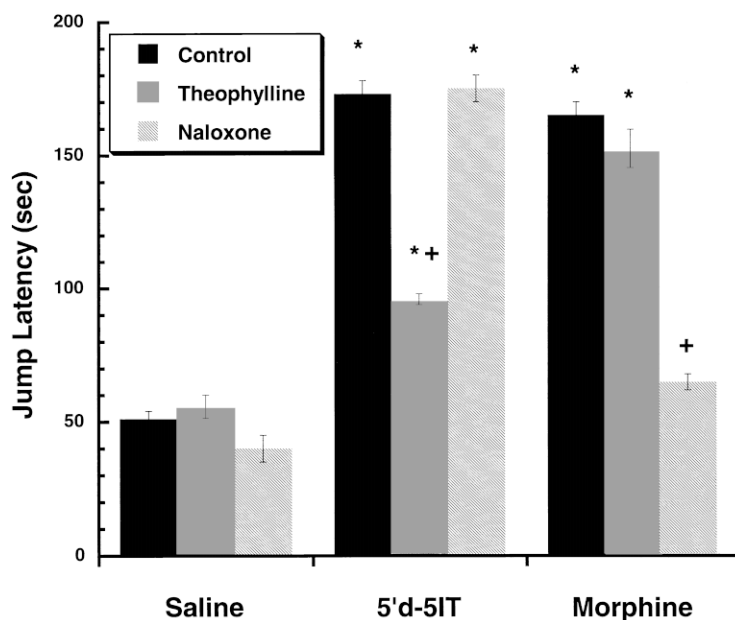 200
150
100
50
0
Jump Latency (sec)
Control
Theophylline
Naloxone
*
*
* +
*
*
+
Saline
5'd-5IT
Morphine